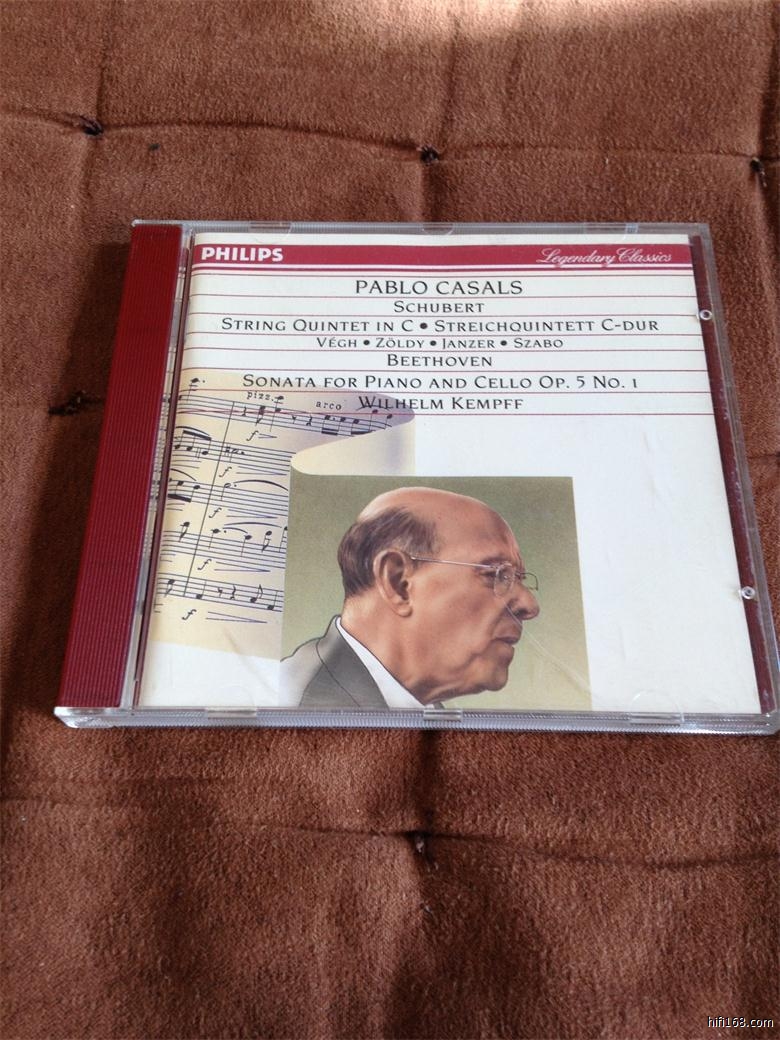 PHILIPS
Legendary Classics
PABLO CASALS
SCHUBERT
STRING QUINTET IN C • STREICHQUINTETT C-DUR
VÉGH • ZÖLDY • JANZER • SZABO
BEETHOVEN
SONATA FOR PIANO AND CELLO OP. 5 NO. 1
WILHELM KEMPFF
pizz.
arco
f
f
f
f
hifi168.com